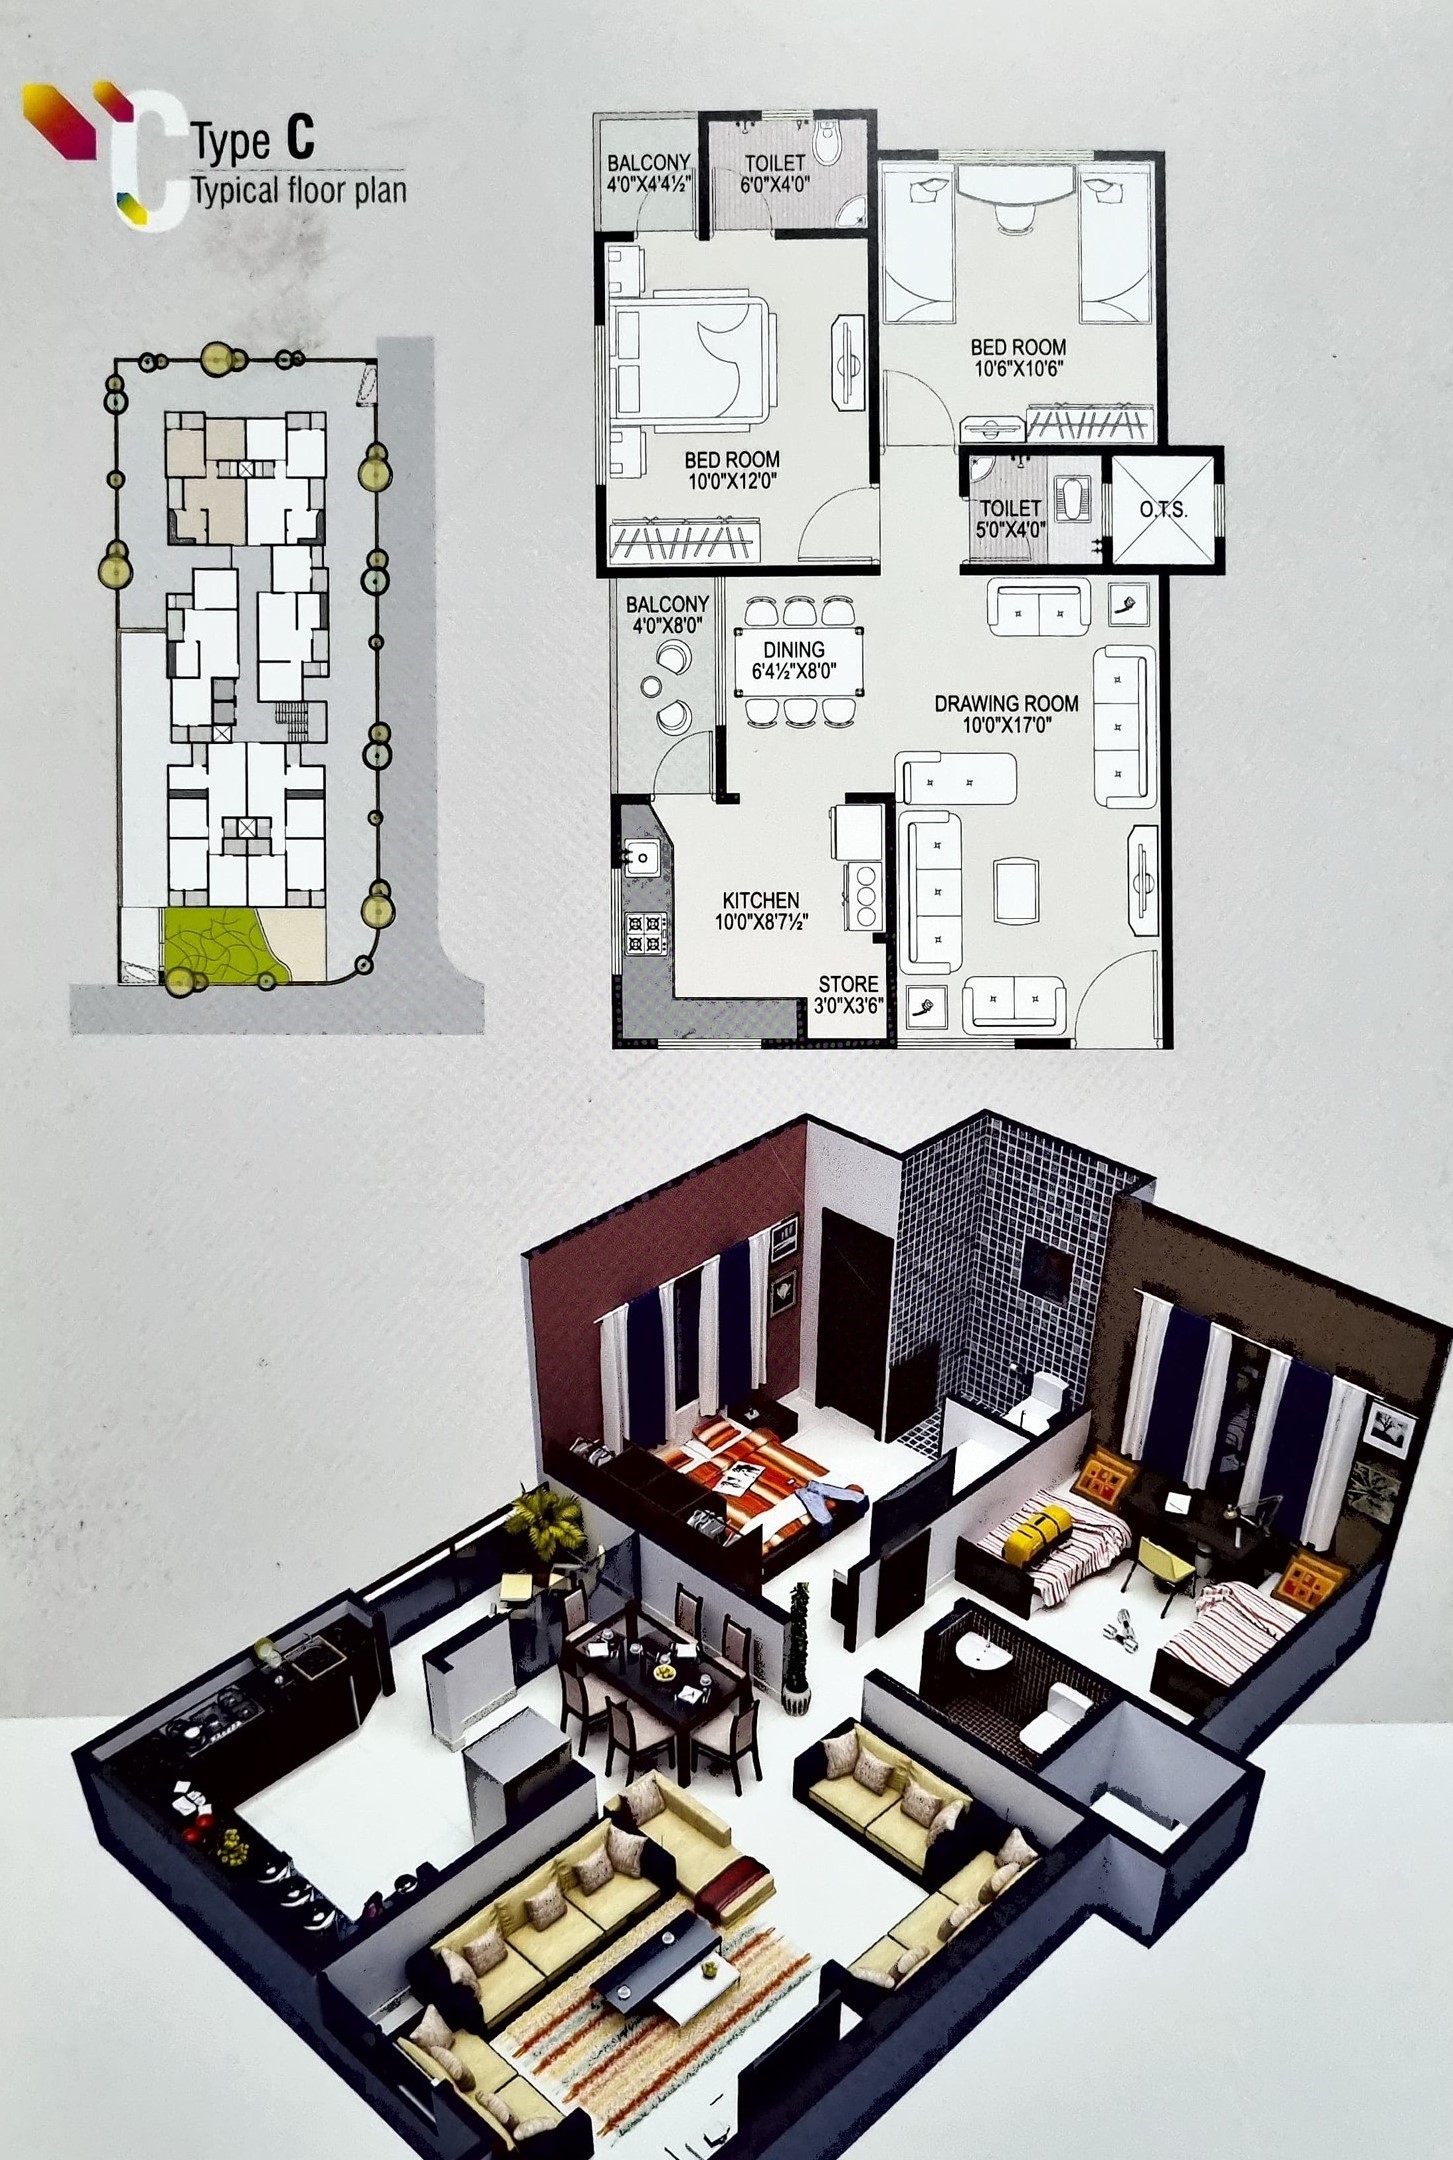 C Type C
Typical floor plan
BALCONY
4'0"X4'4½"
TOILET
6'0"X4'0"
BED ROOM
10'6"X10'6"
BED ROOM
10'0"X12'0"
TOILET
5'0"X4'0"
O.T.S.
BALCONY
4'0"X8'0"
DINING
6'4½"X8'0"
DRAWING ROOM
10'0"X17'0"
KITCHEN
10'0"X8'7½"
STORE
3'0"X3'6"